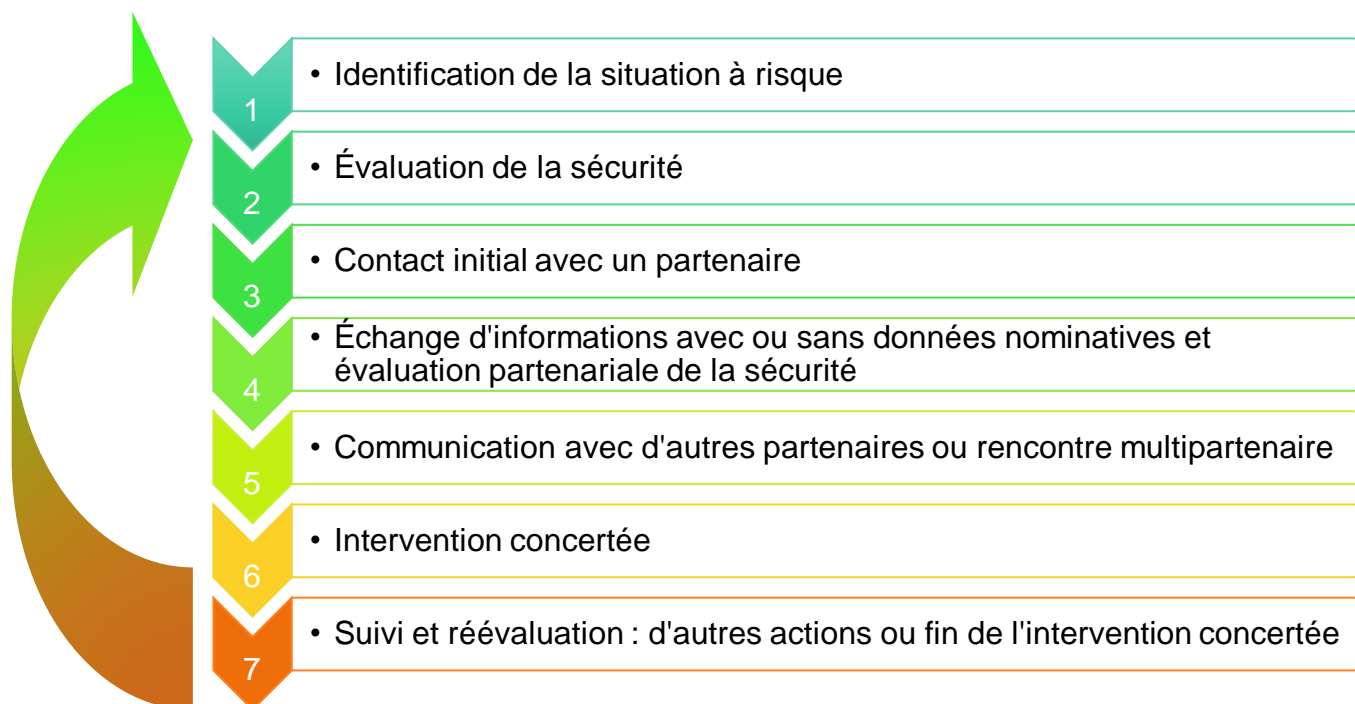 1
• Identification de la situation à risque
2
• Évaluation de la sécurité
3
• Contact initial avec un partenaire
4
• Échange d'informations avec ou sans données nominatives et
évaluation partenariale de la sécurité
5
• Communication avec d'autres partenaires ou rencontre multipartenaire
6
• Intervention concertée
7
• Suivi et réévaluation : d'autres actions ou fin de l'intervention concertée